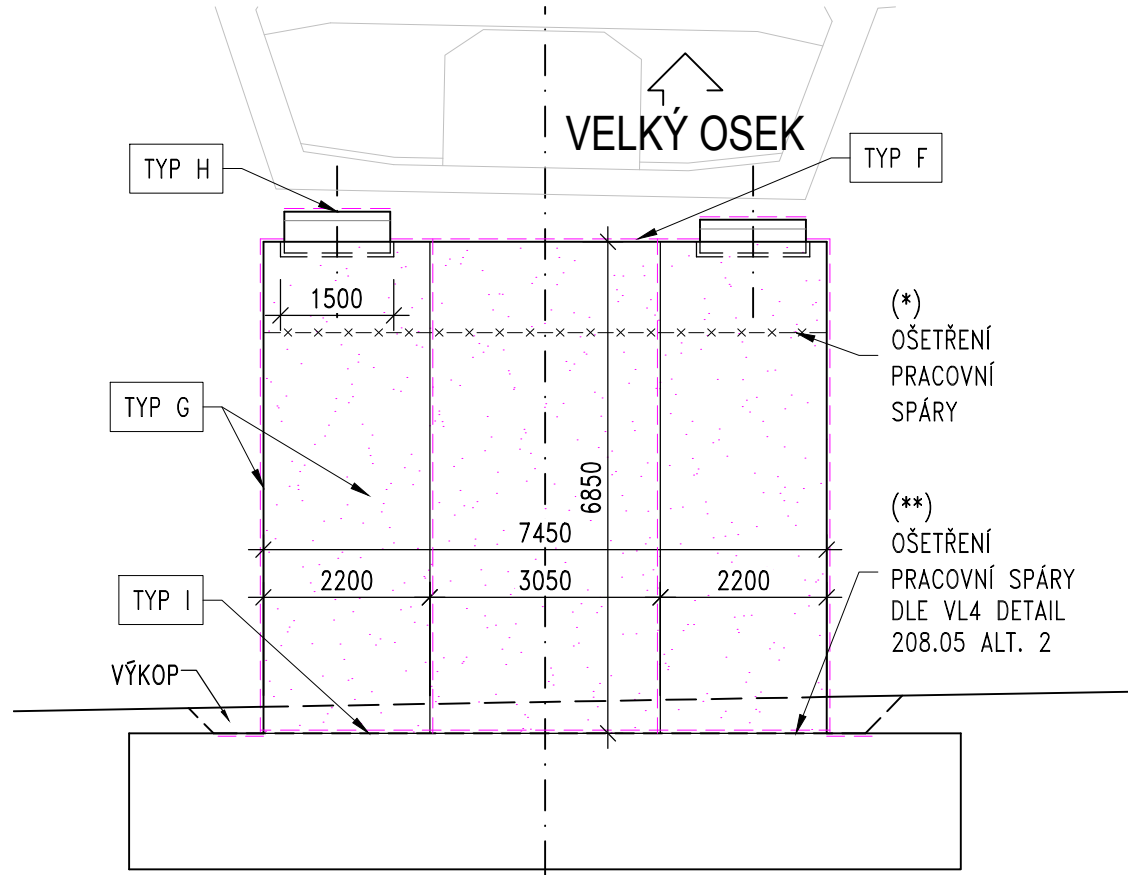 VELKÝ OSEK
TYP H
TYP F
1500
(*)
OŠETŘENÍ
PRACOVNÍ
SPÁRY
TYP G
6850
7450
(**)
OŠETŘENÍ
PRACOVNÍ SPÁRY
DLE VL4 DETAIL
208.05 ALT. 2
2200
3050
2200
TYP I
VÝKOP